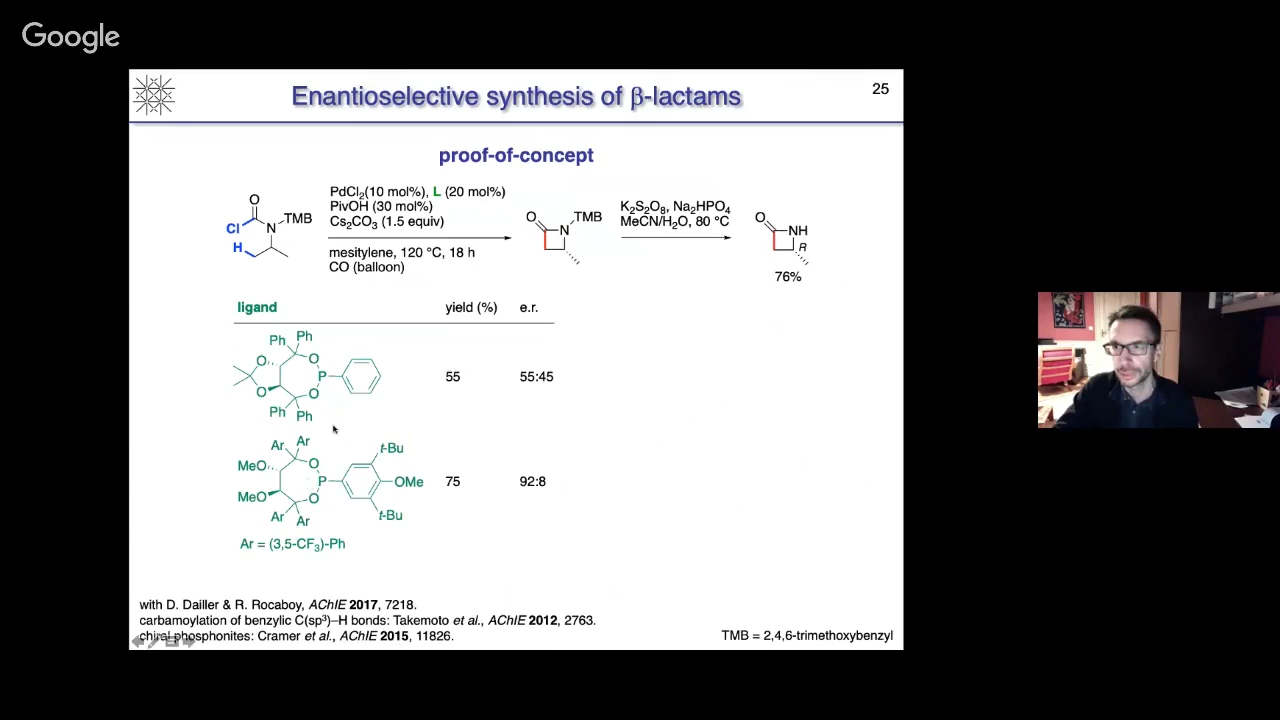 Google
Enantioselective synthesis of β-lactams
25
proof-of-concept
O
Cl
N
TMB
H
PdCl₂(10 mol%), L (20 mol%)
PivOH (30 mol%)
Cs₂CO₃ (1.5 equiv)
mesitylene, 120 °C, 18 h
CO (balloon)
O
N
TMB
K₂S₂O₈, Na₂HPO₄
MeCN/H₂O, 80 °C
O
NH
R
76%
ligand yield (%) e.r.
Ph Ph
O O
P
O O
Ph Ph
55 55:45
Ar Ar
MeO O
P
MeO O
Ar Ar
t-Bu
OMe
t-Bu
75 92:8
Ar = (3,5-CF₃)-Ph
with D. Dailler & R. Rocaboy, AChIE 2017, 7218.
carbamoylation of benzylic C(sp³)–H bonds: Takemoto et al., AChIE 2012, 2763.
chiral phosphonites: Cramer et al., AChIE 2015, 11826.
TMB = 2,4,6-trimethoxybenzyl